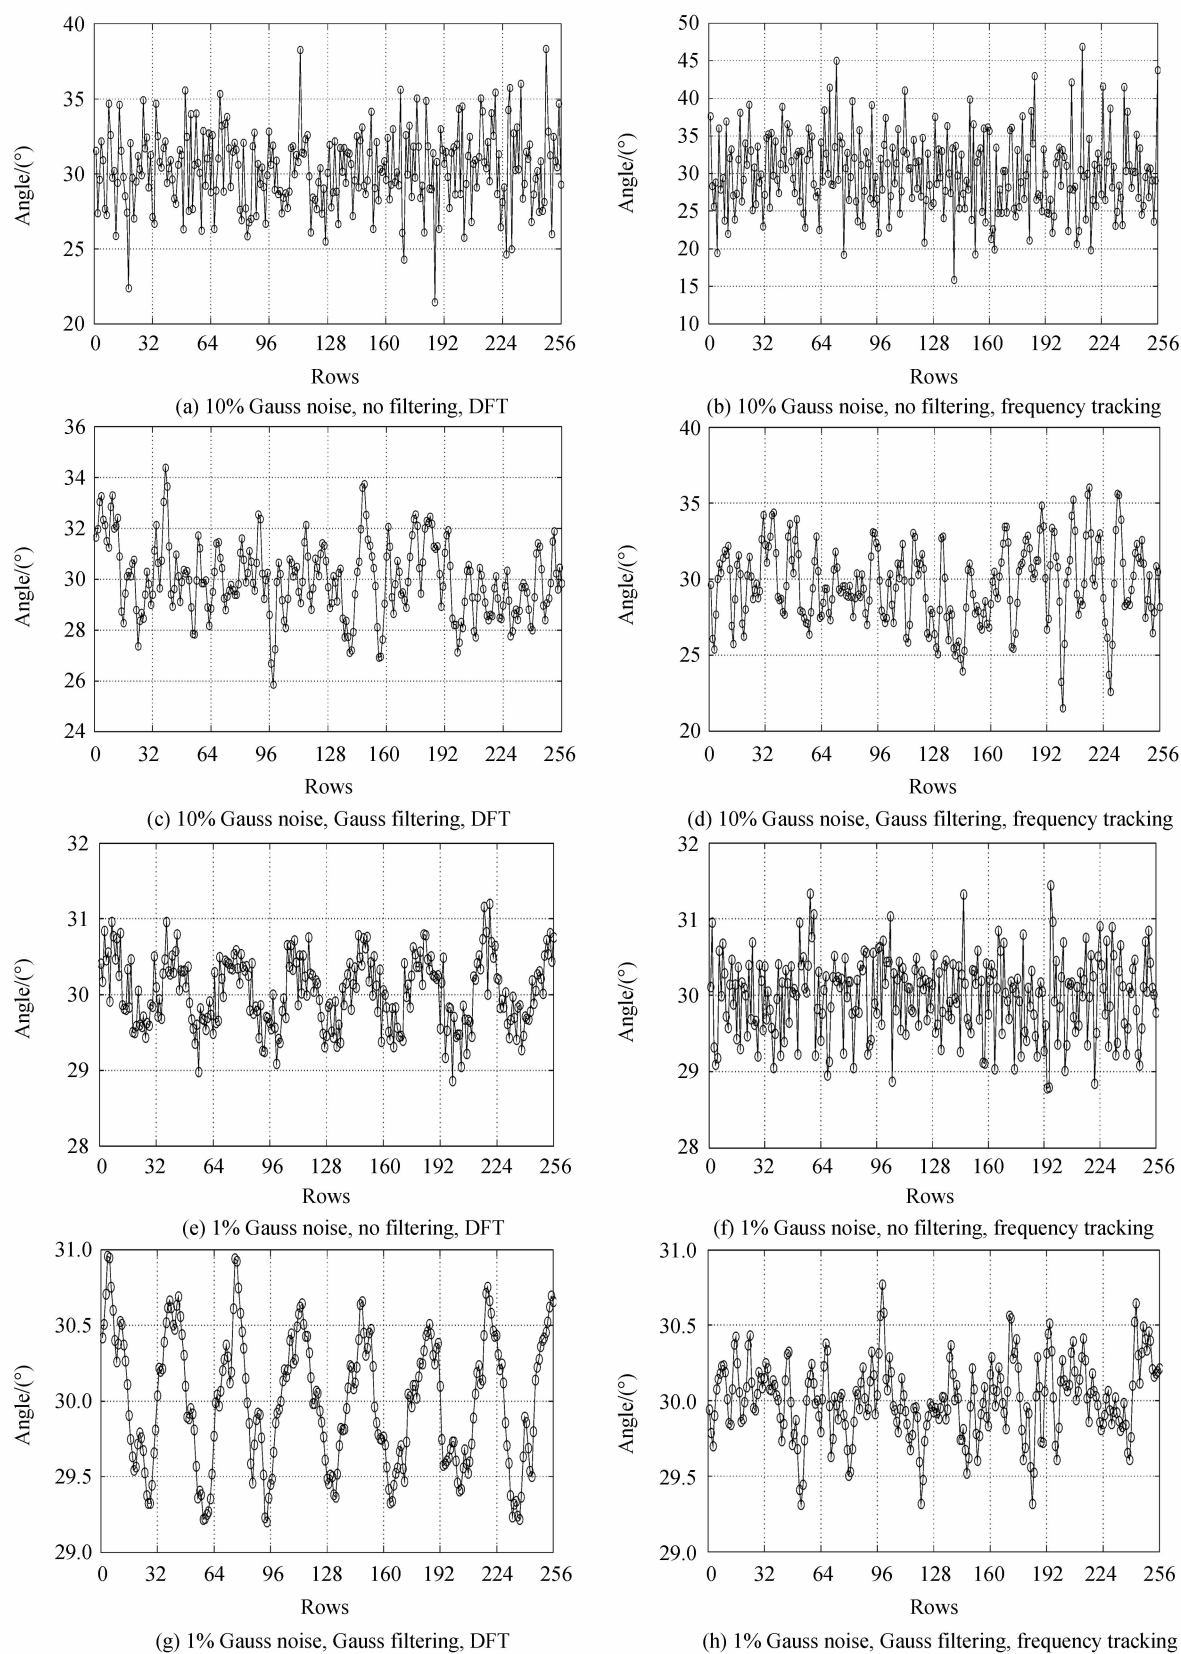 40
35
30
25
20
Angle/(°)
0 32 64 96 128 160 192 224 256
Rows
(a) 10% Gauss noise, no filtering, DFT
50
45
40
35
30
25
20
15
10
Angle/(°)
0 32 64 96 128 160 192 224 256
Rows
(b) 10% Gauss noise, no filtering, frequency tracking
36
34
32
30
28
26
24
Angle/(°)
0 32 64 96 128 160 192 224 256
Rows
(c) 10% Gauss noise, Gauss filtering, DFT
40
35
30
25
20
Angle/(°)
0 32 64 96 128 160 192 224 256
Rows
(d) 10% Gauss noise, Gauss filtering, frequency tracking
32
31
30
29
28
Angle/(°)
0 32 64 96 128 160 192 224 256
Rows
(e) 1% Gauss noise, no filtering, DFT
32
31
30
29
28
Angle/(°)
0 32 64 96 128 160 192 224 256
Rows
(f) 1% Gauss noise, no filtering, frequency tracking
31.0
30.5
30.0
29.5
29.0
Angle/(°)
0 32 64 96 128 160 192 224 256
Rows
(g) 1% Gauss noise, Gauss filtering, DFT
31.0
30.5
30.0
29.5
29.0
Angle/(°)
0 32 64 96 128 160 192 224 256
Rows
(h) 1% Gauss noise, Gauss filtering, frequency tracking